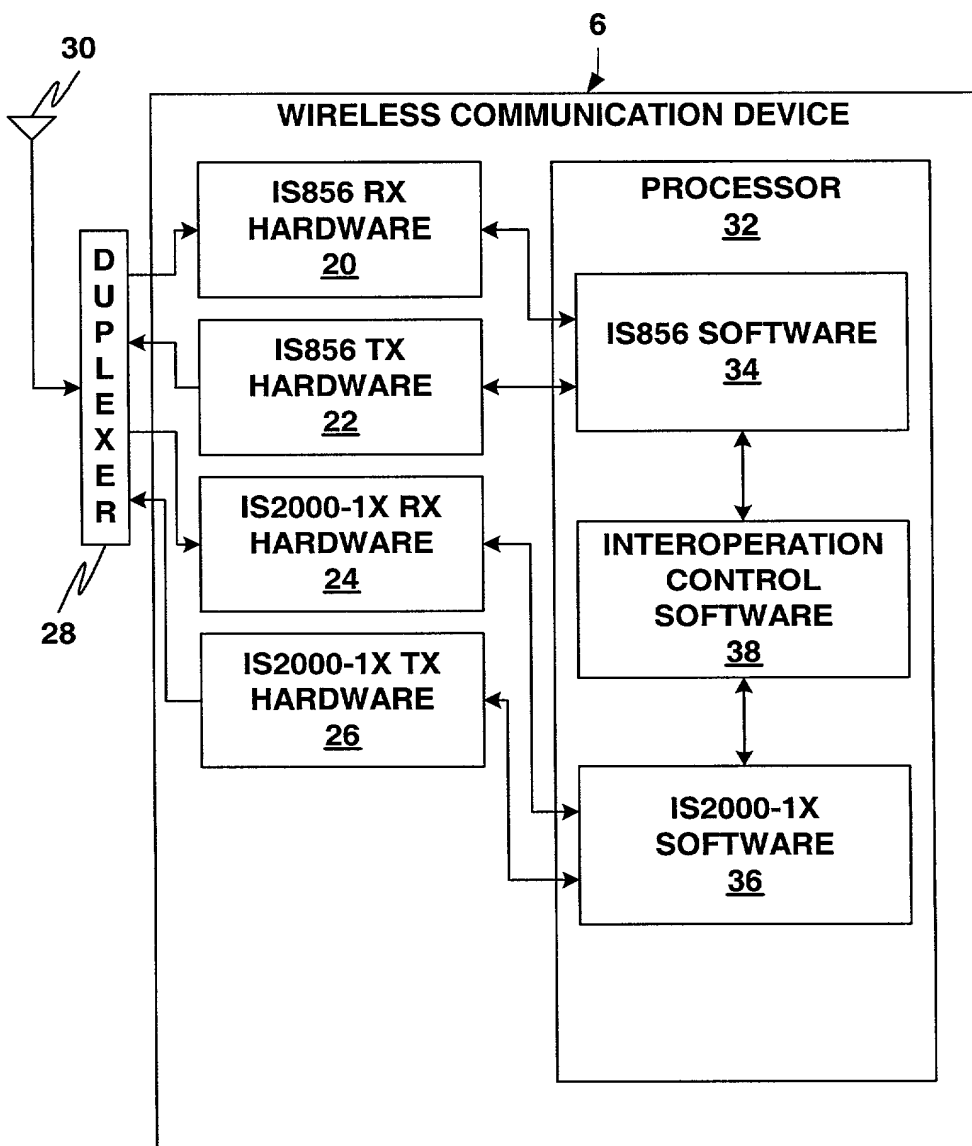 6
30
WIRELESS COMMUNICATION DEVICE
IS856 RX
HARDWARE
20
PROCESSOR
32
DUPLEXER
IS856 SOFTWARE
34
IS856 TX
HARDWARE
22
IS2000-1X RX
HARDWARE
24
INTEROPERATION
CONTROL
SOFTWARE
38
28
IS2000-1X TX
HARDWARE
26
IS2000-1X
SOFTWARE
36